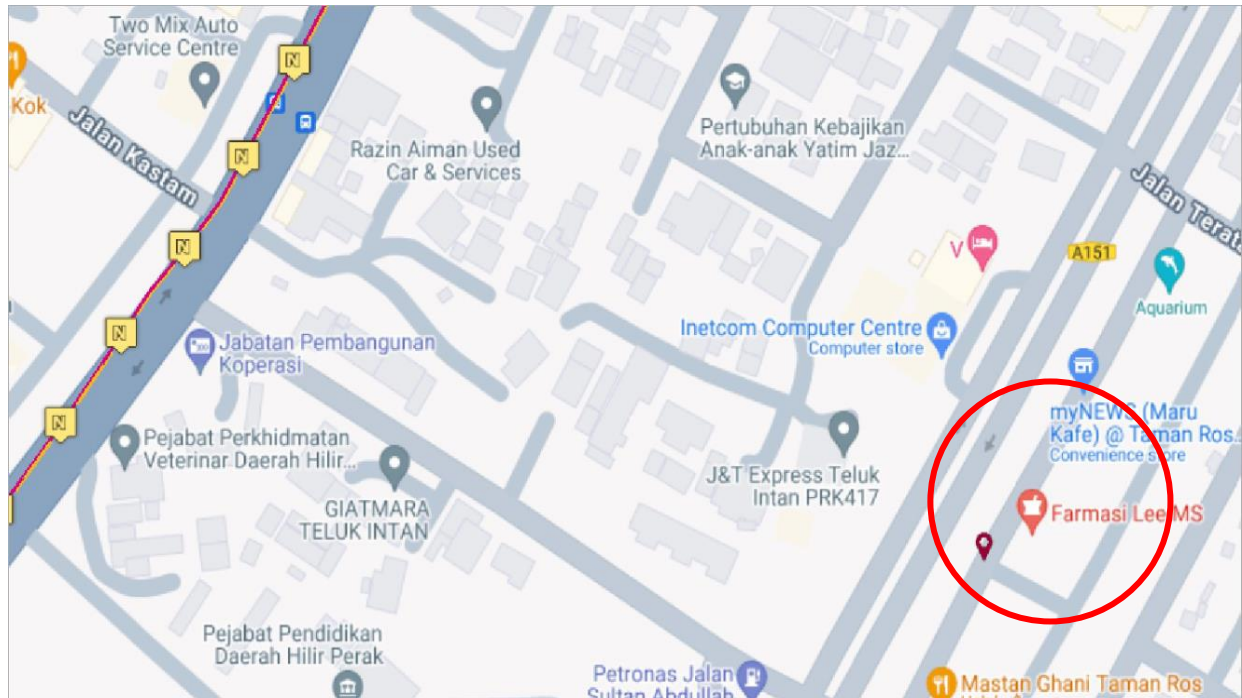 Two Mix Auto
Service Centre
Kok
Jalan Kastam
N
N
N
N
N
Razin Aiman Used
Car & Services
Pertubuhan Kebajikan
Anak-anak Yatim Jaz...
Jalan Terata
V
A151
Aquarium
Inetcom Computer Centre
Computer store
Jabatan Pembangunan
Koperasi
myNEWS (Maru
Kafe) @ Taman Ros...
Convenience store
Pejabat Perkhidmatan
Veterinar Daerah Hilir...
J&T Express Teluk
Intan PRK417
GIATMARA
TELUK INTAN
Farmasi Lee MS
Pejabat Pendidikan
Daerah Hilir Perak
Petronas Jalan
Sultan Abdullah
Mastan Ghani Taman Ros